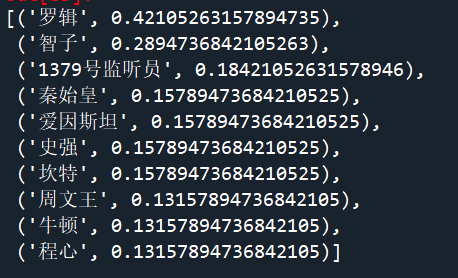 [('罗辑', 0.42105263157894735),
('智子', 0.2894736842105263),
('1379号监听员', 0.18421052631578946),
('秦始皇', 0.15789473684210525),
('爱因斯坦', 0.15789473684210525),
('史强', 0.15789473684210525),
('坎特', 0.15789473684210525),
('周文王', 0.13157894736842105),
('牛顿', 0.13157894736842105),
('程心', 0.13157894736842105)]